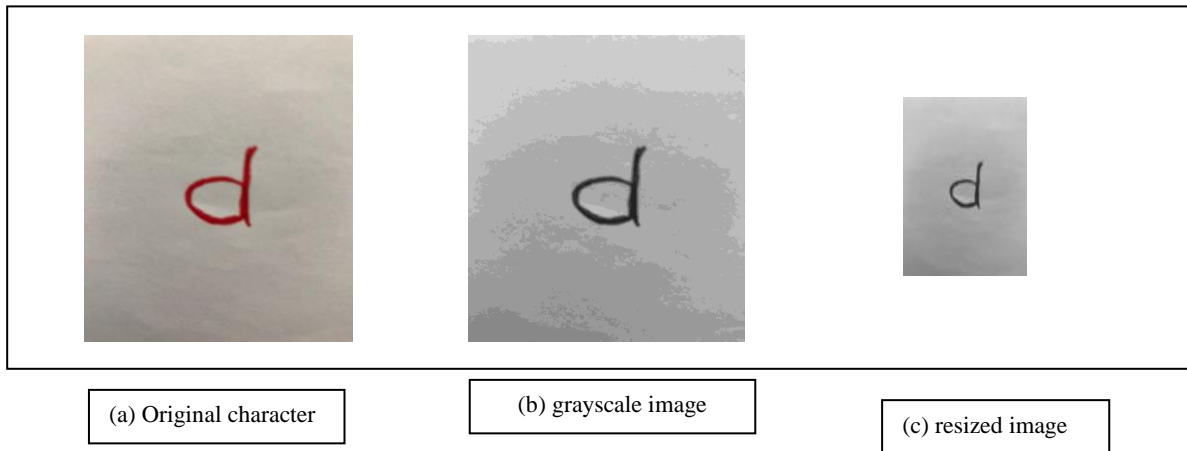 d d d
(a) Original character
(b) grayscale image
(c) resized image